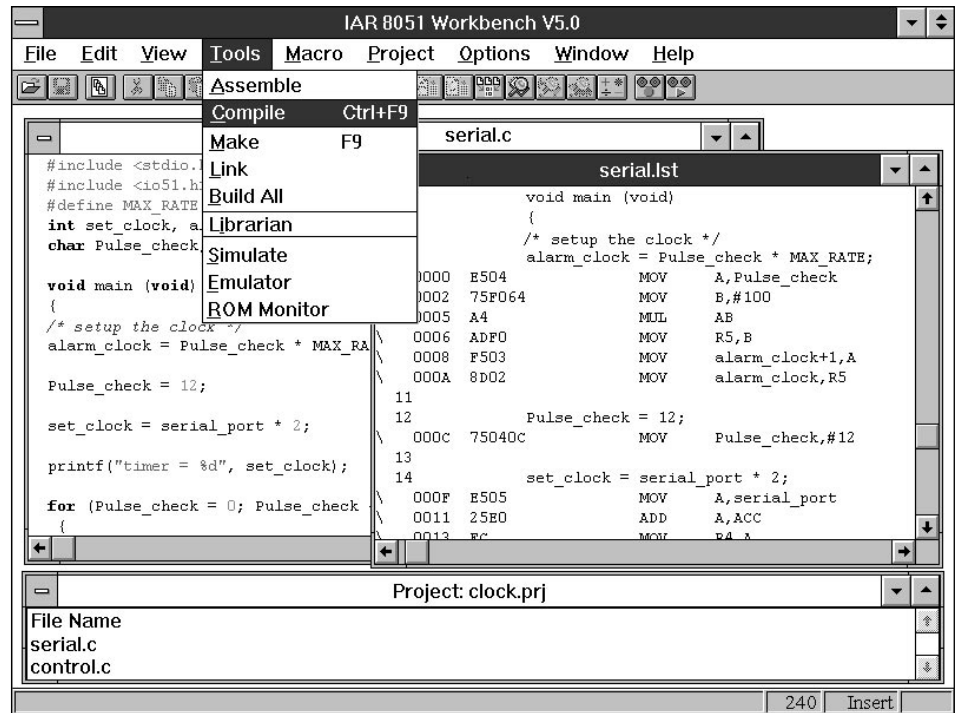 IAR 8051 Workbench V5.0
File Edit View Tools Macro Project Options Window Help
Assemble
Compile Ctrl+F9
Make F9
Link
Build All
Librarian
Simulate
Emulator
ROM Monitor
serial.c
#include <stdio.
#include <io51.h
#define MAX_RATE
int set_clock, a
char Pulse_check,
void main (void)
{
/* setup the clock */
alarm_clock = Pulse_check * MAX_RA
Pulse_check = 12;
set_clock = serial_port * 2;
printf("timer = %d", set_clock);
for (Pulse_check = 0; Pulse_check
{
serial.lst
void main (void)
{
/* setup the clock */
alarm_clock = Pulse_check * MAX_RATE;
0000 E504 MOV A,Pulse_check
0002 75F064 MOV B,#100
0005 A4 MUL AB
\ 0006 ADF0 MOV R5,B
\ 0008 F503 MOV alarm_clock+1,A
\ 000A 8D02 MOV alarm_clock,R5
11
12 Pulse_check = 12;
\ 000C 75040C MOV Pulse_check,#12
13
14 set_clock = serial_port * 2;
\ 000F E505 MOV A,serial_port
\ 0011 25E0 ADD A,ACC
\ 0013 FC MOV R4,A
Project: clock.prj
File Name
serial.c
control.c
240 Insert